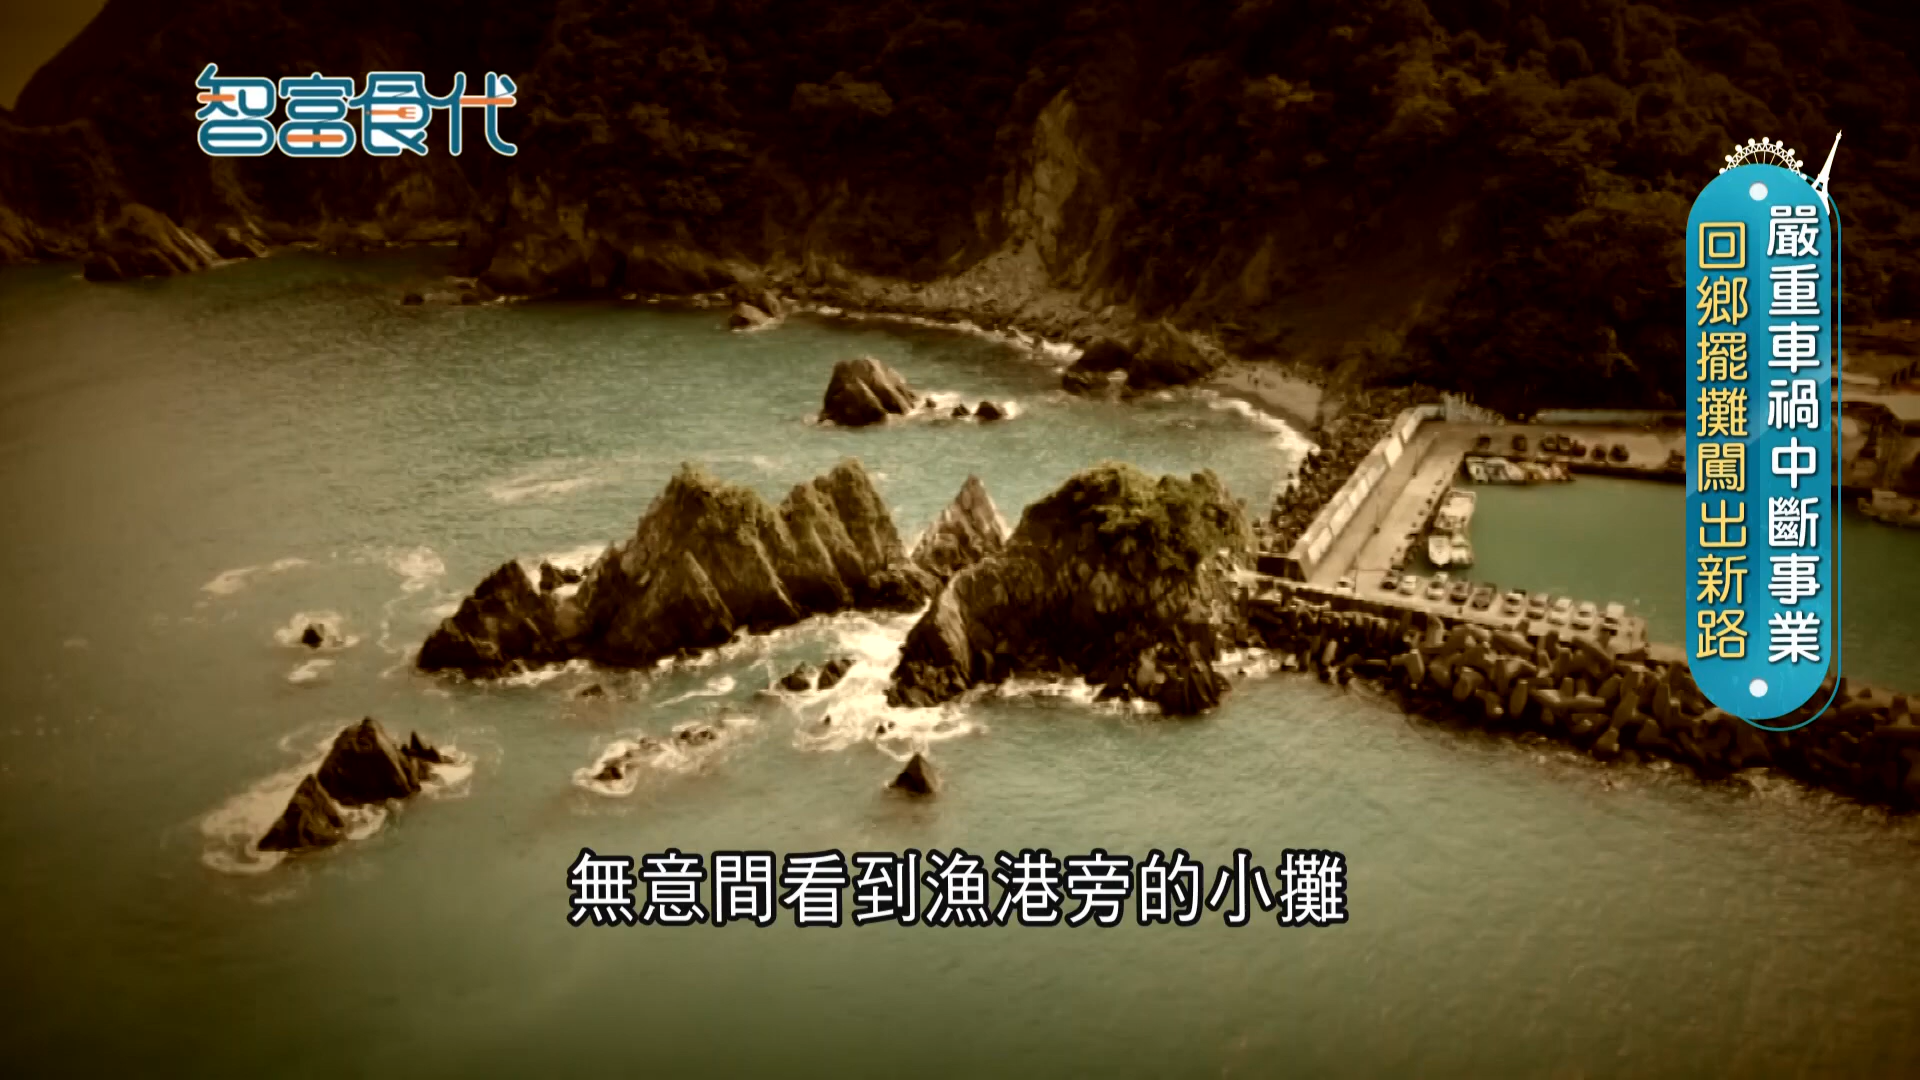 智富食代
嚴重車禍中斷事業
回鄉擺攤闖出新路
無意間看到漁港旁的小攤